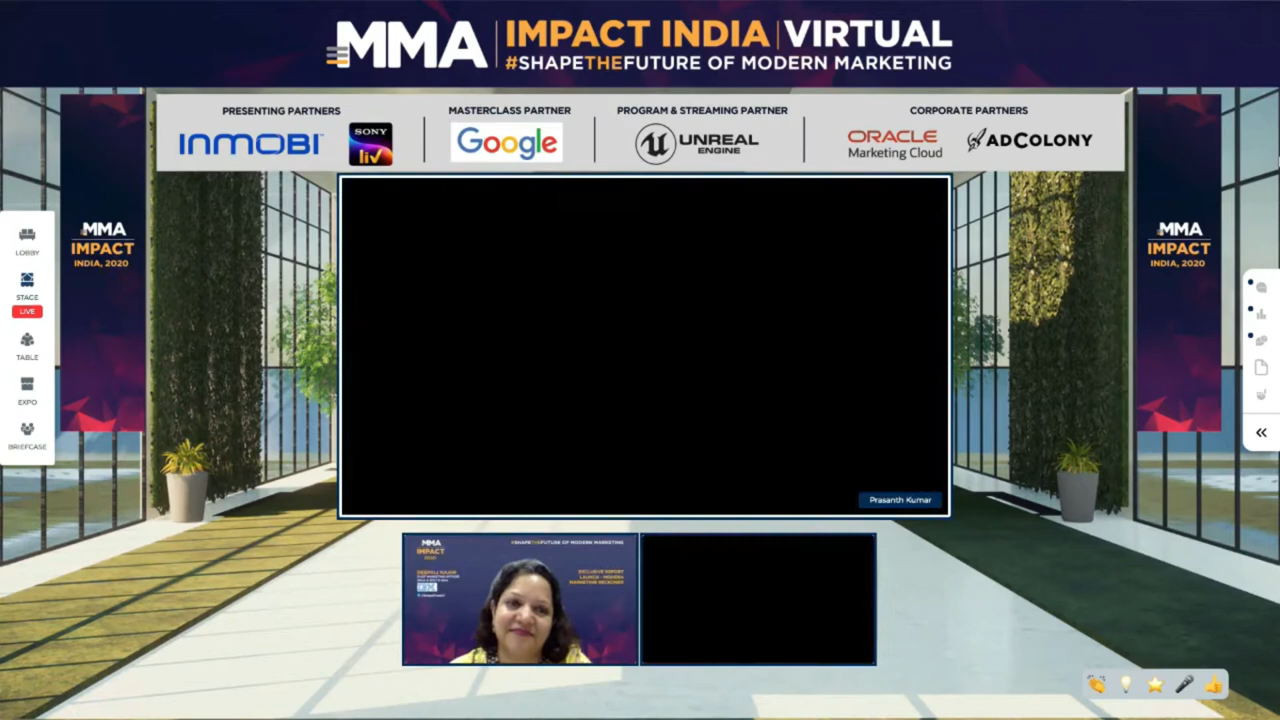 MMA
IMPACT INDIA VIRTUAL
#SHAPETHEFUTURE OF MODERN MARKETING
PRESENTING PARTNERS
MASTERCLASS PARTNER
PROGRAM & STREAMING PARTNER
CORPORATE PARTNERS
INMOBI
SONY
liv
Google
UNREAL
ENGINE
ORACLE
Marketing Cloud
ADCOLONY
MMA
IMPACT
INDIA, 2020
MMA
IMPACT
INDIA, 2020
LOBBY
STAGE
LIVE
TABLE
EXPO
BRIEFCASE
Prasanth Kumar
MMA
IMPACT
2020
#SHAPETHEFUTURE OF MODERN MARKETING
EXCLUSIVE REPORT
LAUNCH - MODERN
MARKETING RECKONER
IBM